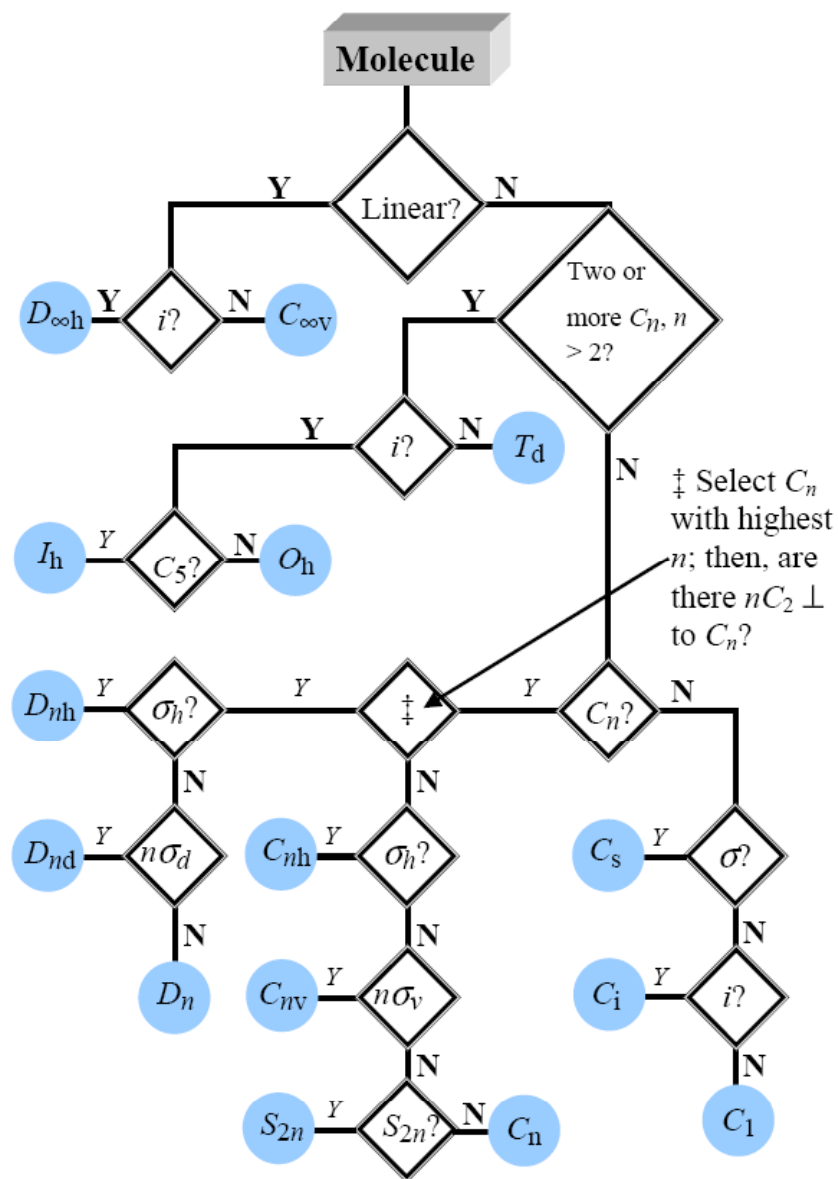 Molecule
Y
N
Linear?
Two or
more Cn, n
> 2?
D∞h
Y
i?
N
C∞v
Y
Y
i?
N
Td
N
‡ Select Cn
with highest
n; then, are
there nC2 ⊥
to Cn?
Ih
Y
C5?
N
Oh
Dnh
Y
σh?
Y
‡
Y
Cn?
N
N
N
Dnd
Y
nσd
Cnh
Y
σh?
Cs
Y
σ?
N
N
N
Dn
Cnv
Y
nσv
Ci
Y
i?
N
N
S2n
Y
S2n?
N
Cn
C1